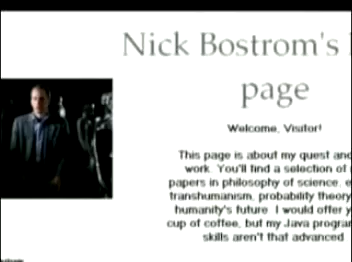 Nick Bostrom's
page
Welcome, Visitor!
This page is about my quest and
work. You'll find a selection of
papers in philosophy of science, e
transhumanism, probability theory
humanity's future. I would offer y
cup of coffee, but my Java program
skills aren't that advanced